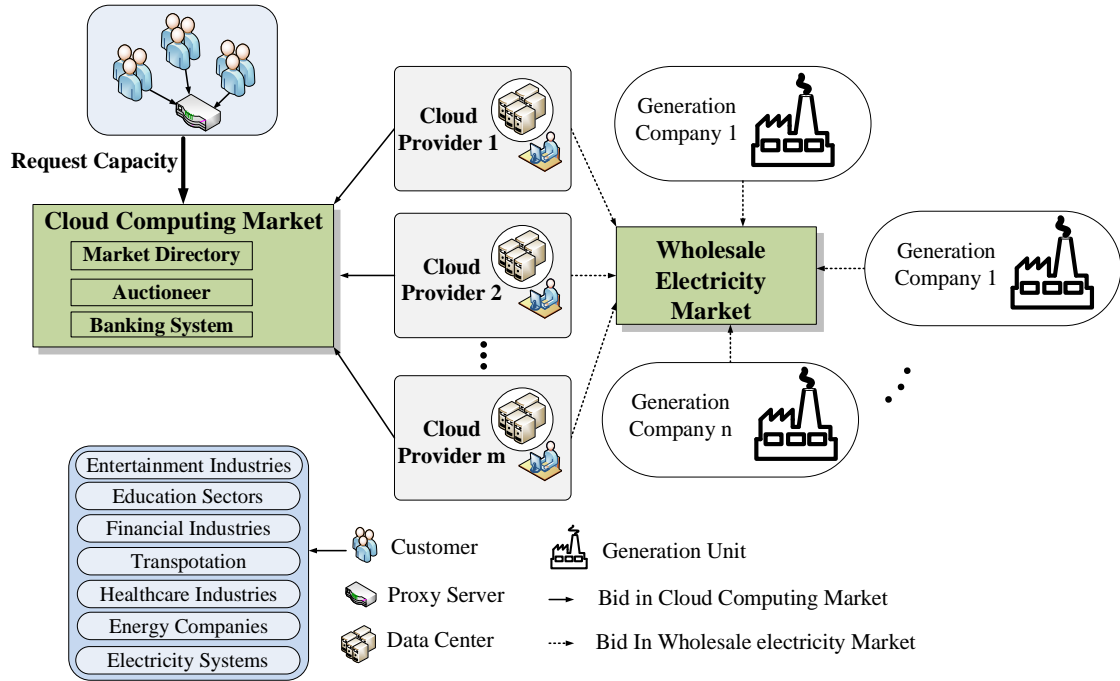 Request Capacity
Cloud Computing Market
Market Directory
Auctioneer
Banking System
Cloud
Provider 1
Cloud
Provider 2
Cloud
Provider m
Generation
Company 1
Wholesale
Electricity
Market
Generation
Company 1
Generation
Company n
Entertainment Industries
Education Sectors
Financial Industries
Transpotation
Healthcare Industries
Energy Companies
Electricity Systems
Customer
Proxy Server
Data Center
Generation Unit
Bid in Cloud Computing Market
Bid In Wholesale electricity Market